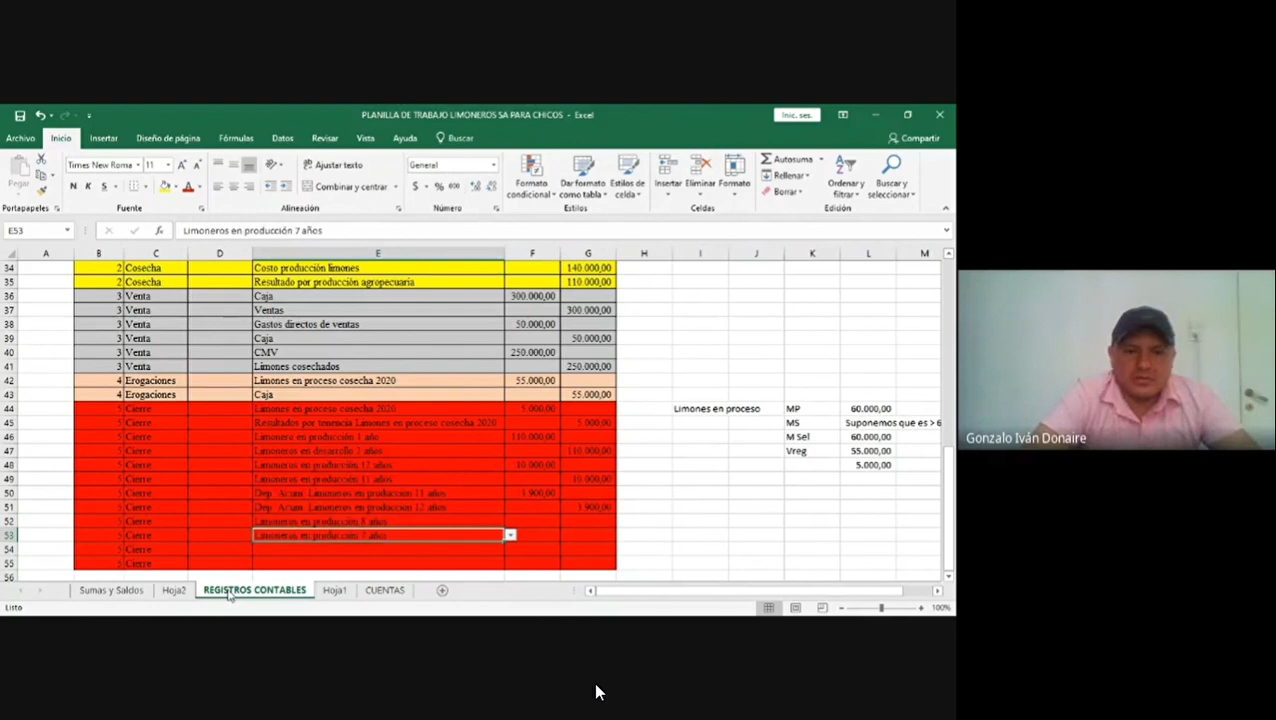 PLANILLA DE TRABAJO LIMONEROS SA PARA CHICOS - Excel
Inic. ses.
Archivo Inicio Insertar Diseño de página Fórmulas Datos Revisar Vista Ayuda Buscar Compartir
Pegar
Times New Roma 11
N K S
Ajustar texto
Combinar y centrar
General
$ % 000
Formato condicional
Dar formato como tabla
Estilos de celda
Insertar Eliminar Formato
Autosuma
Rellenar
Borrar
Ordenar y filtrar
Buscar y seleccionar
Portapapeles Fuente Alineación Número Estilos Celdas Edición
E53 fx Limoneros en producción 7 años
A B C D E F G H I J K L M
34 2 Cosecha Costo producción limones 140.000,00
35 2 Cosecha Resultado por producción agropecuaria 110.000,00
36 3 Venta Caja 300.000,00
37 3 Venta Ventas 300.000,00
38 3 Venta Gastos directos de ventas 50.000,00
39 3 Venta Caja 50.000,00
40 3 Venta CMV 250.000,00
41 3 Venta Limones cosechados 250.000,00
42 4 Erogaciones Limones en proceso cosecha 2020 55.000,00
43 4 Erogaciones Caja 55.000,00
44 5 Cierre Limones en proceso cosecha 2020 5.000,00 Limones en proceso MP 60.000,00
45 5 Cierre Resultados por tenencia Limones en proceso cosecha 2020 5.000,00 MS Suponemos que es > 6
46 5 Cierre Limonero en producción 1 año 110.000,00 M Sel 60.000,00
47 5 Cierre Limoneros en desarrollo 2 años 110.000,00 Vreg 55.000,00
48 5 Cierre Limoneros en producción 12 años 10.000,00 5.000,00
49 5 Cierre Limoneros en producción 11 años 10.000,00
50 5 Cierre Dep. Acum. Limoneros en producción 11 años 3.900,00
51 5 Cierre Dep. Acum. Limoneros en producción 12 años 3.900,00
52 5 Cierre Limoneros en producción 8 años
53 5 Cierre Limoneros en producción 7 años
54 5 Cierre
55 5 Cierre
56
Sumas y Saldos Hoja2 REGISTROS CONTABLES Hoja1 CUENTAS
Listo 100%
Gonzalo Iván Donaire